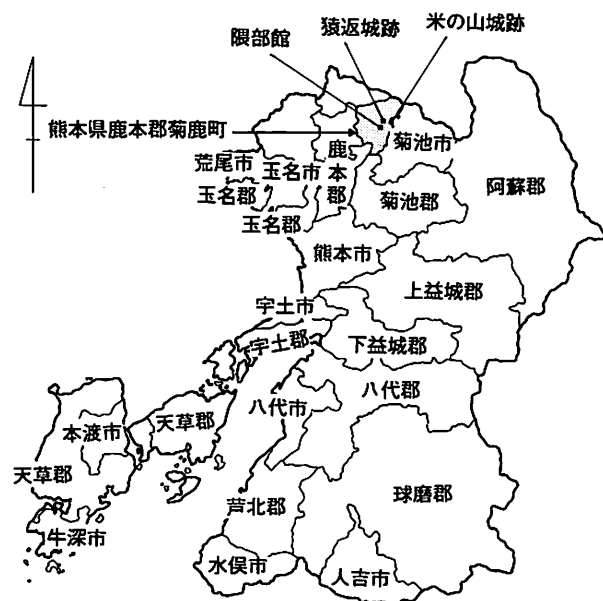 猿返城跡
米の山城跡
隈部館
熊本県鹿本郡菊鹿町
菊池市
鹿本郡
荒尾市
玉名市
阿蘇郡
玉名郡
菊池郡
玉名郡
熊本市
上益城郡
宇土市
宇土郡
下益城郡
八代郡
八代市
天草郡
本渡市
天草郡
球磨郡
芦北郡
牛深市
水俣市
人吉市